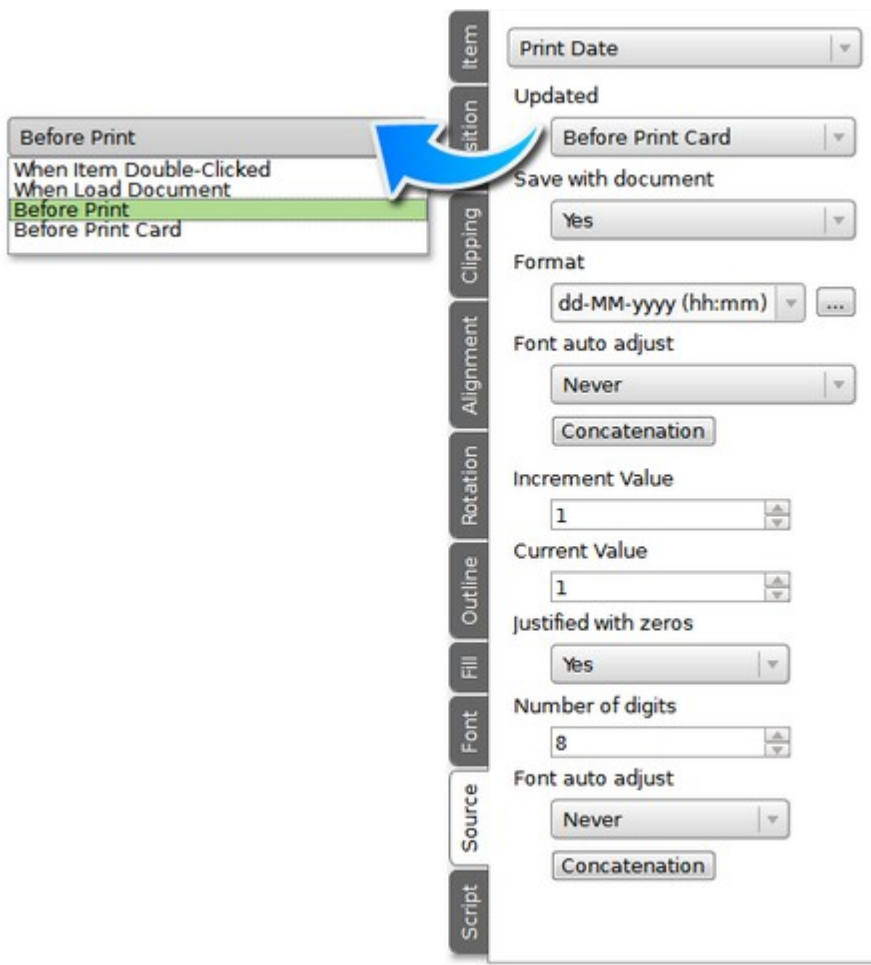 Before Print
When Item Double-Clicked
When Load Document
Before Print
Before Print Card
Item
sition
Clipping
Alignment
Rotation
Outline
Fill
Font
Source
Script
Print Date
Updated
Before Print Card
Save with document
Yes
Format
dd-MM-yyyy (hh:mm) ...
Font auto adjust
Never
Concatenation
Increment Value
1
Current Value
1
Justified with zeros
Yes
Number of digits
8
Font auto adjust
Never
Concatenation